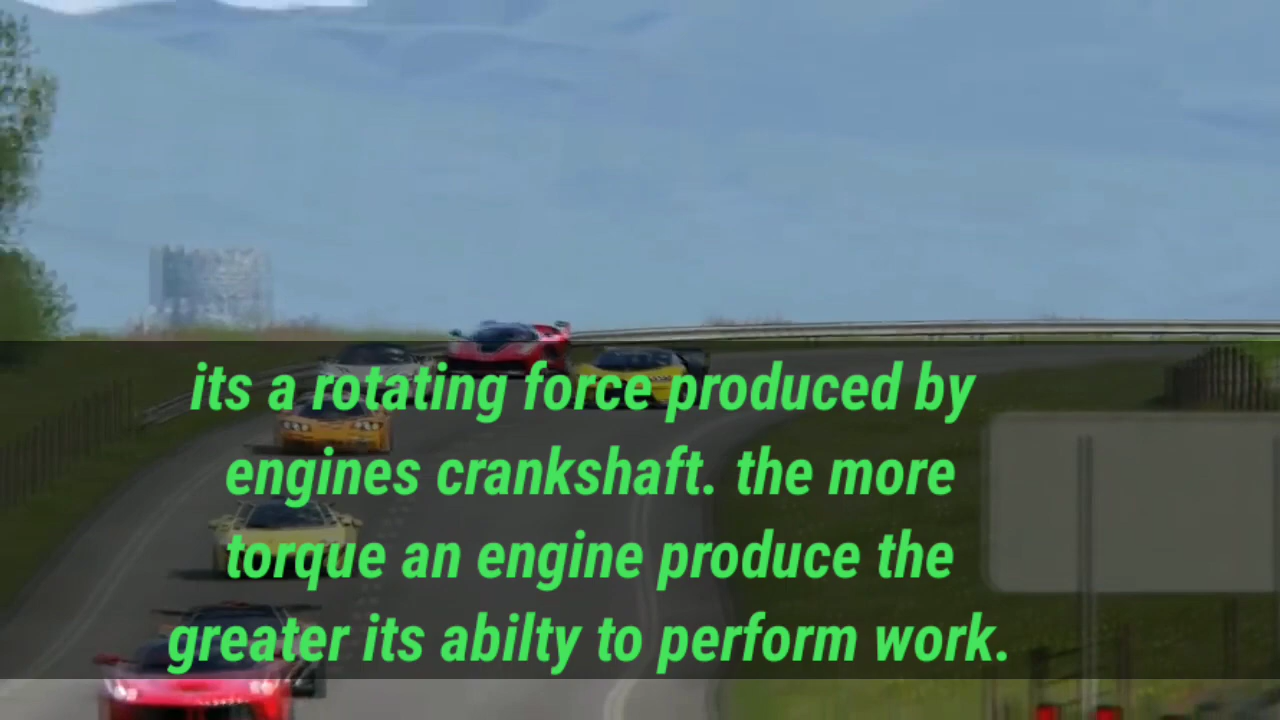 its a rotating force produced by
engines crankshaft. the more
torque an engine produce the
greater its abilty to perform work.